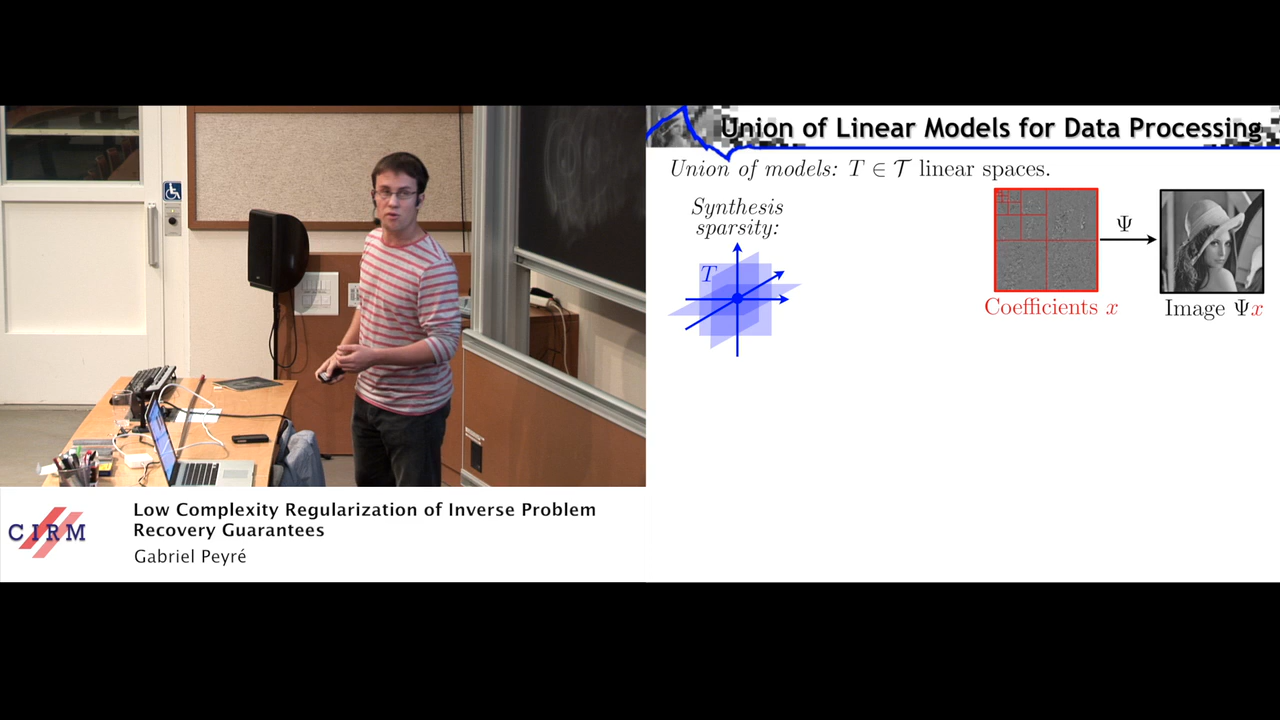 Union of Linear Models for Data Processing
Union of models: T ∈ 𝒯 linear spaces.
Synthesis
sparsity:
T
Ψ
Coefficients x
Image Ψx
CIRM
Low Complexity Regularization of Inverse Problem
Recovery Guarantees
Gabriel Peyré